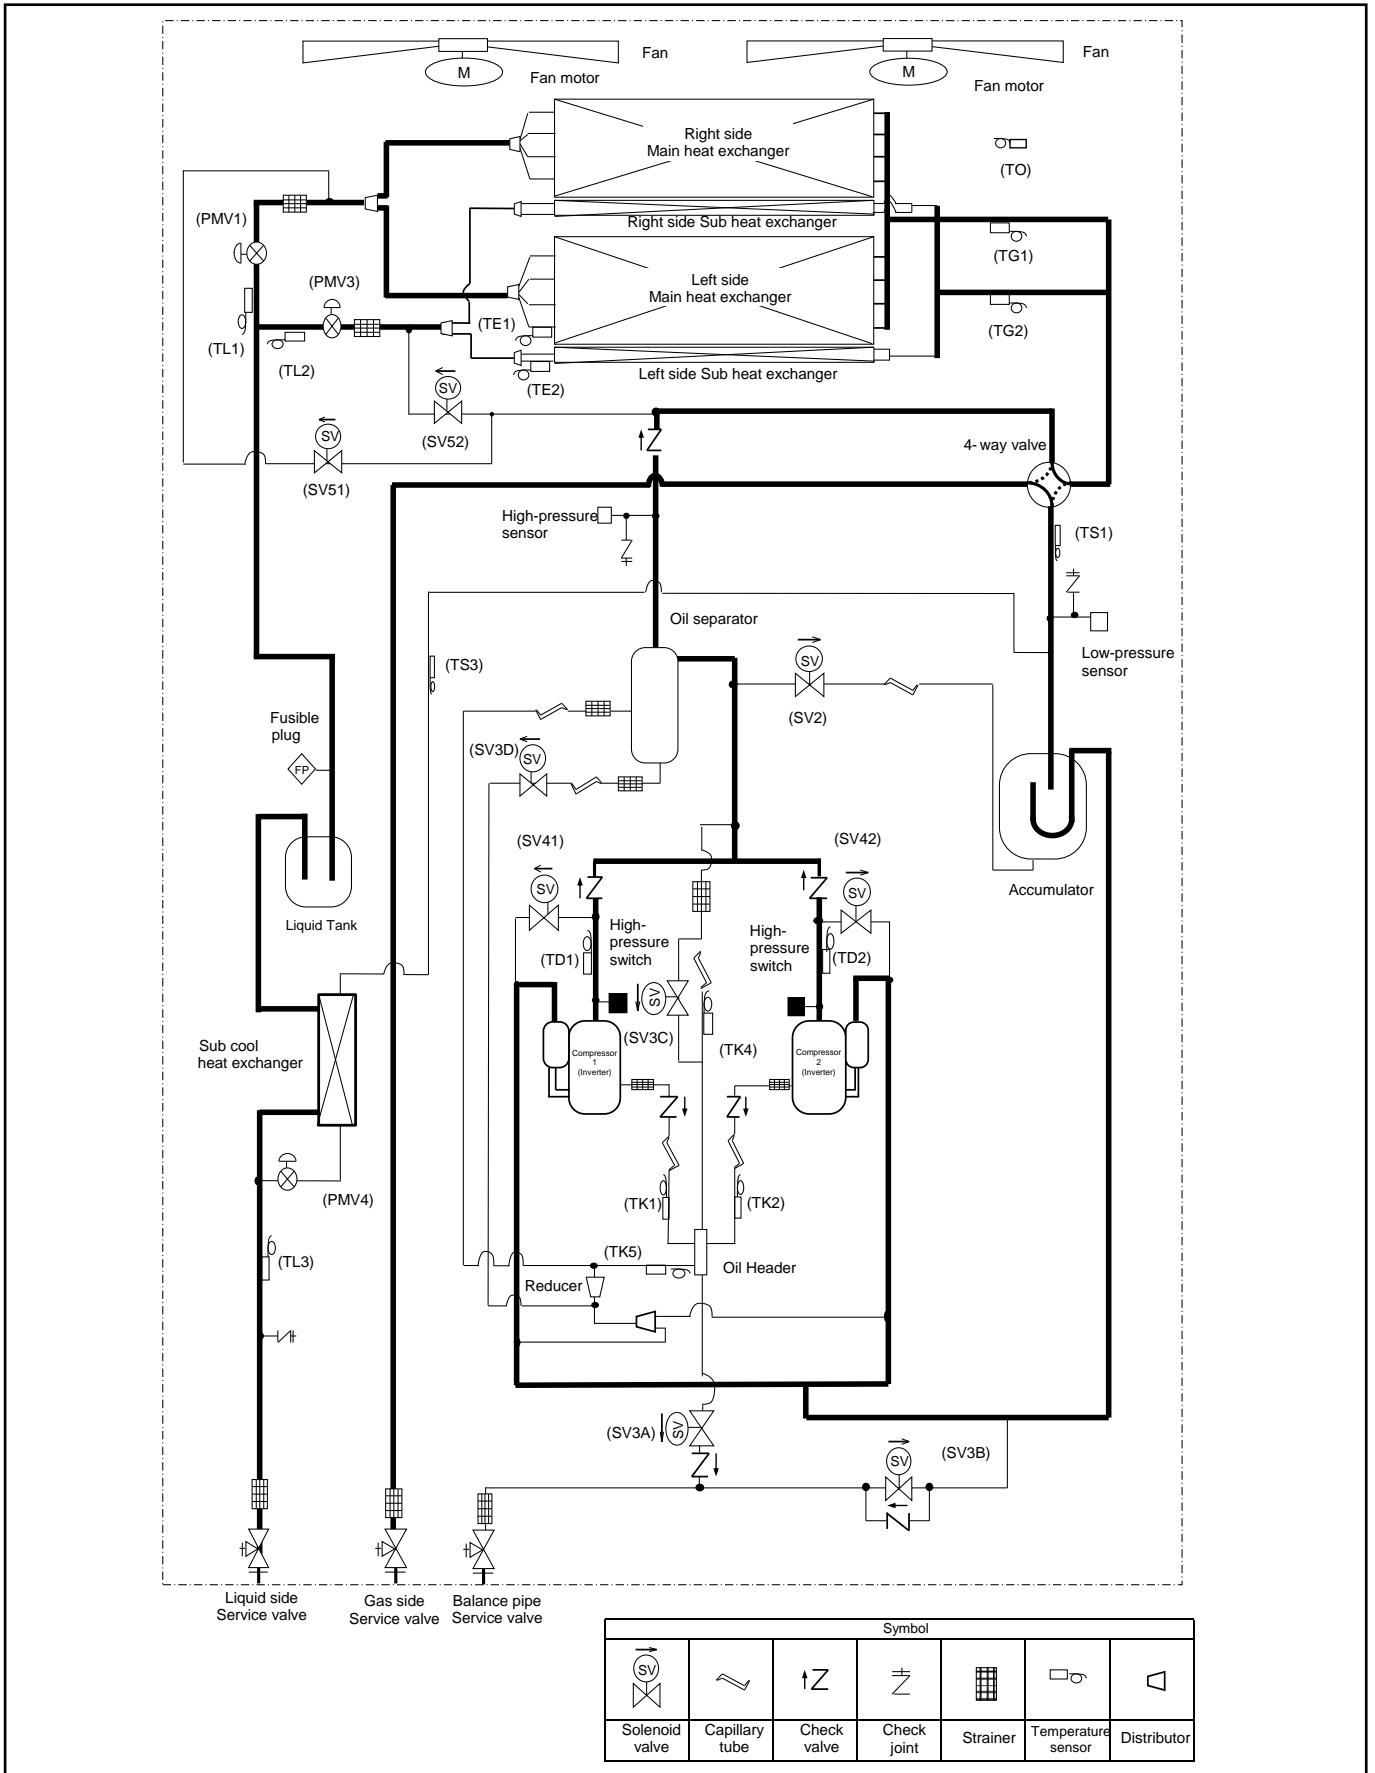 Fan
Fan
M
M
Fan motor
Fan motor
Right side
Main heat exchanger
(TO)
(PMV1)
Right side Sub heat exchanger
(TG1)
(PMV3)
Left side
Main heat exchanger
(TE1)
(TG2)
(TL1)
(TL2)
Left side Sub heat exchanger
(TE2)
SV
(SV52)
4- way valve
SV
(SV51)
High-pressure
sensor
(TS1)
Oil separator
Low-pressure
sensor
(TS3)
SV
(SV2)
Fusible
plug
FP
(SV3D)
SV
(SV41)
(SV42)
SV
SV
Accumulator
Liquid Tank
High-
pressure
switch
High-
pressure
switch
(TD1)
(TD2)
SV
(SV3C)
(TK4)
Sub cool
heat exchanger
Compressor
1
(Inverter)
Compressor
2
(Inverter)
(PMV4)
(TK1)
(TK2)
(TL3)
(TK5)
Oil Header
Reducer
(SV3A)
SV
(SV3B)
SV
Liquid side
Service valve
Gas side
Service valve
Balance pipe
Service valve
Symbol
SV
Solenoid
valve
Capillary
tube
Check
valve
Check
joint
Strainer
Temperature
sensor
Distributor